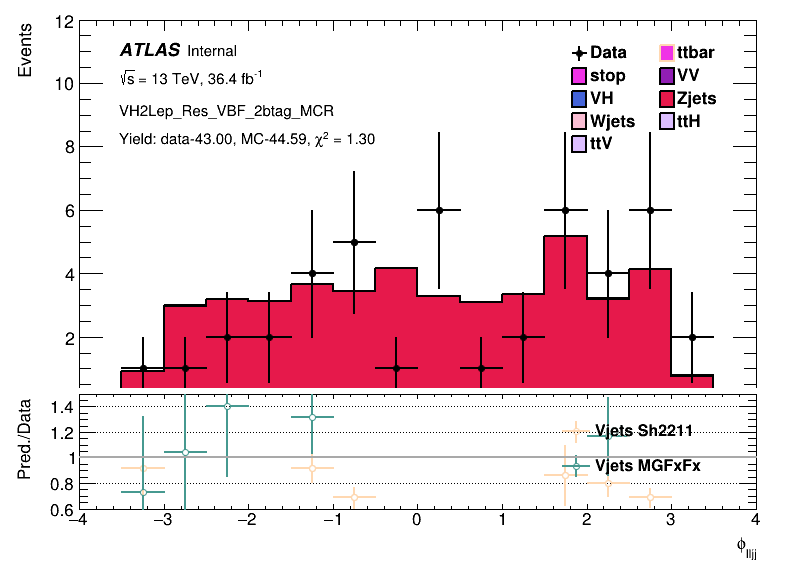 12
Events
10
8
6
4
2
ATLAS Internal
√s = 13 TeV, 36.4 fb⁻¹
VH2Lep_Res_VBF_2btag_MCR
Yield: data-43.00, MC-44.59, χ² = 1.30
Data
ttbar
stop
VV
VH
Zjets
Wjets
ttH
ttV
Pred./Data
1.4
1.2
1
0.8
0.6
Vjets Sh2211
Vjets MGFxFx
−4 −3 −2 −1 0 1 2 3 4
ϕ_lljj